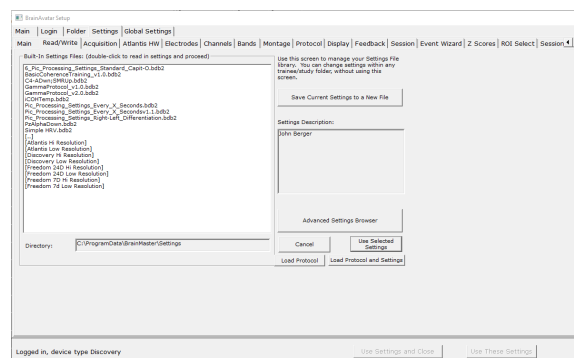 BrainAvatar Setup
Main Login Folder Settings Global Settings
Main Read/Write Acquisition Atlantis HW Electrodes Channels Bands Montage Protocol Display Feedback Session Event Wizard Z Scores ROI Select Session
Built-In Settings Files: (double-click to read in settings and proceed)
6_Pic_Processing_Settings_Standard_Capit-O.bdb2
BasicCoherenceTraining_v1.0.bdb2
C4-ADwn;SMRUp.bdb2
GammaProtocol_v1.0.bdb2
GammaProtocol_v2.0.bdb2
iCOHTemp.bdb2
Pic_Processing_Settings_Every_X_Seconds.bdb2
Pic_Processing_Settings_Every_X_Secondsv1.1.bdb2
Pic_Processing_Settings_Right-Left_Differentiation.bdb2
PzAlphaDown.bdb2
Simple HRV.bdb2
[..]
[Atlantis Hi Resolution]
[Atlantis Low Resolution]
[Discovery Hi Resolution]
[Discovery Low Resolution]
[Freedom 24D Hi Resolution]
[Freedom 24D Low Resolution]
[Freedom 7D Hi Resolution]
[Freedom 7d Low Resolution]
Directory: C:\ProgramData\BrainMaster\Settings
Use this screen to manage your Settings File
library. You can change settings within any
trainee/study folder, without using this
screen.
Save Current Settings to a New File
Settings Description:
John Berger
Advanced Settings Browser
Cancel Use Selected
Settings
Load Protocol Load Protocol and Settings
Logged in, device type Discovery Use Settings and Close Use These Settings